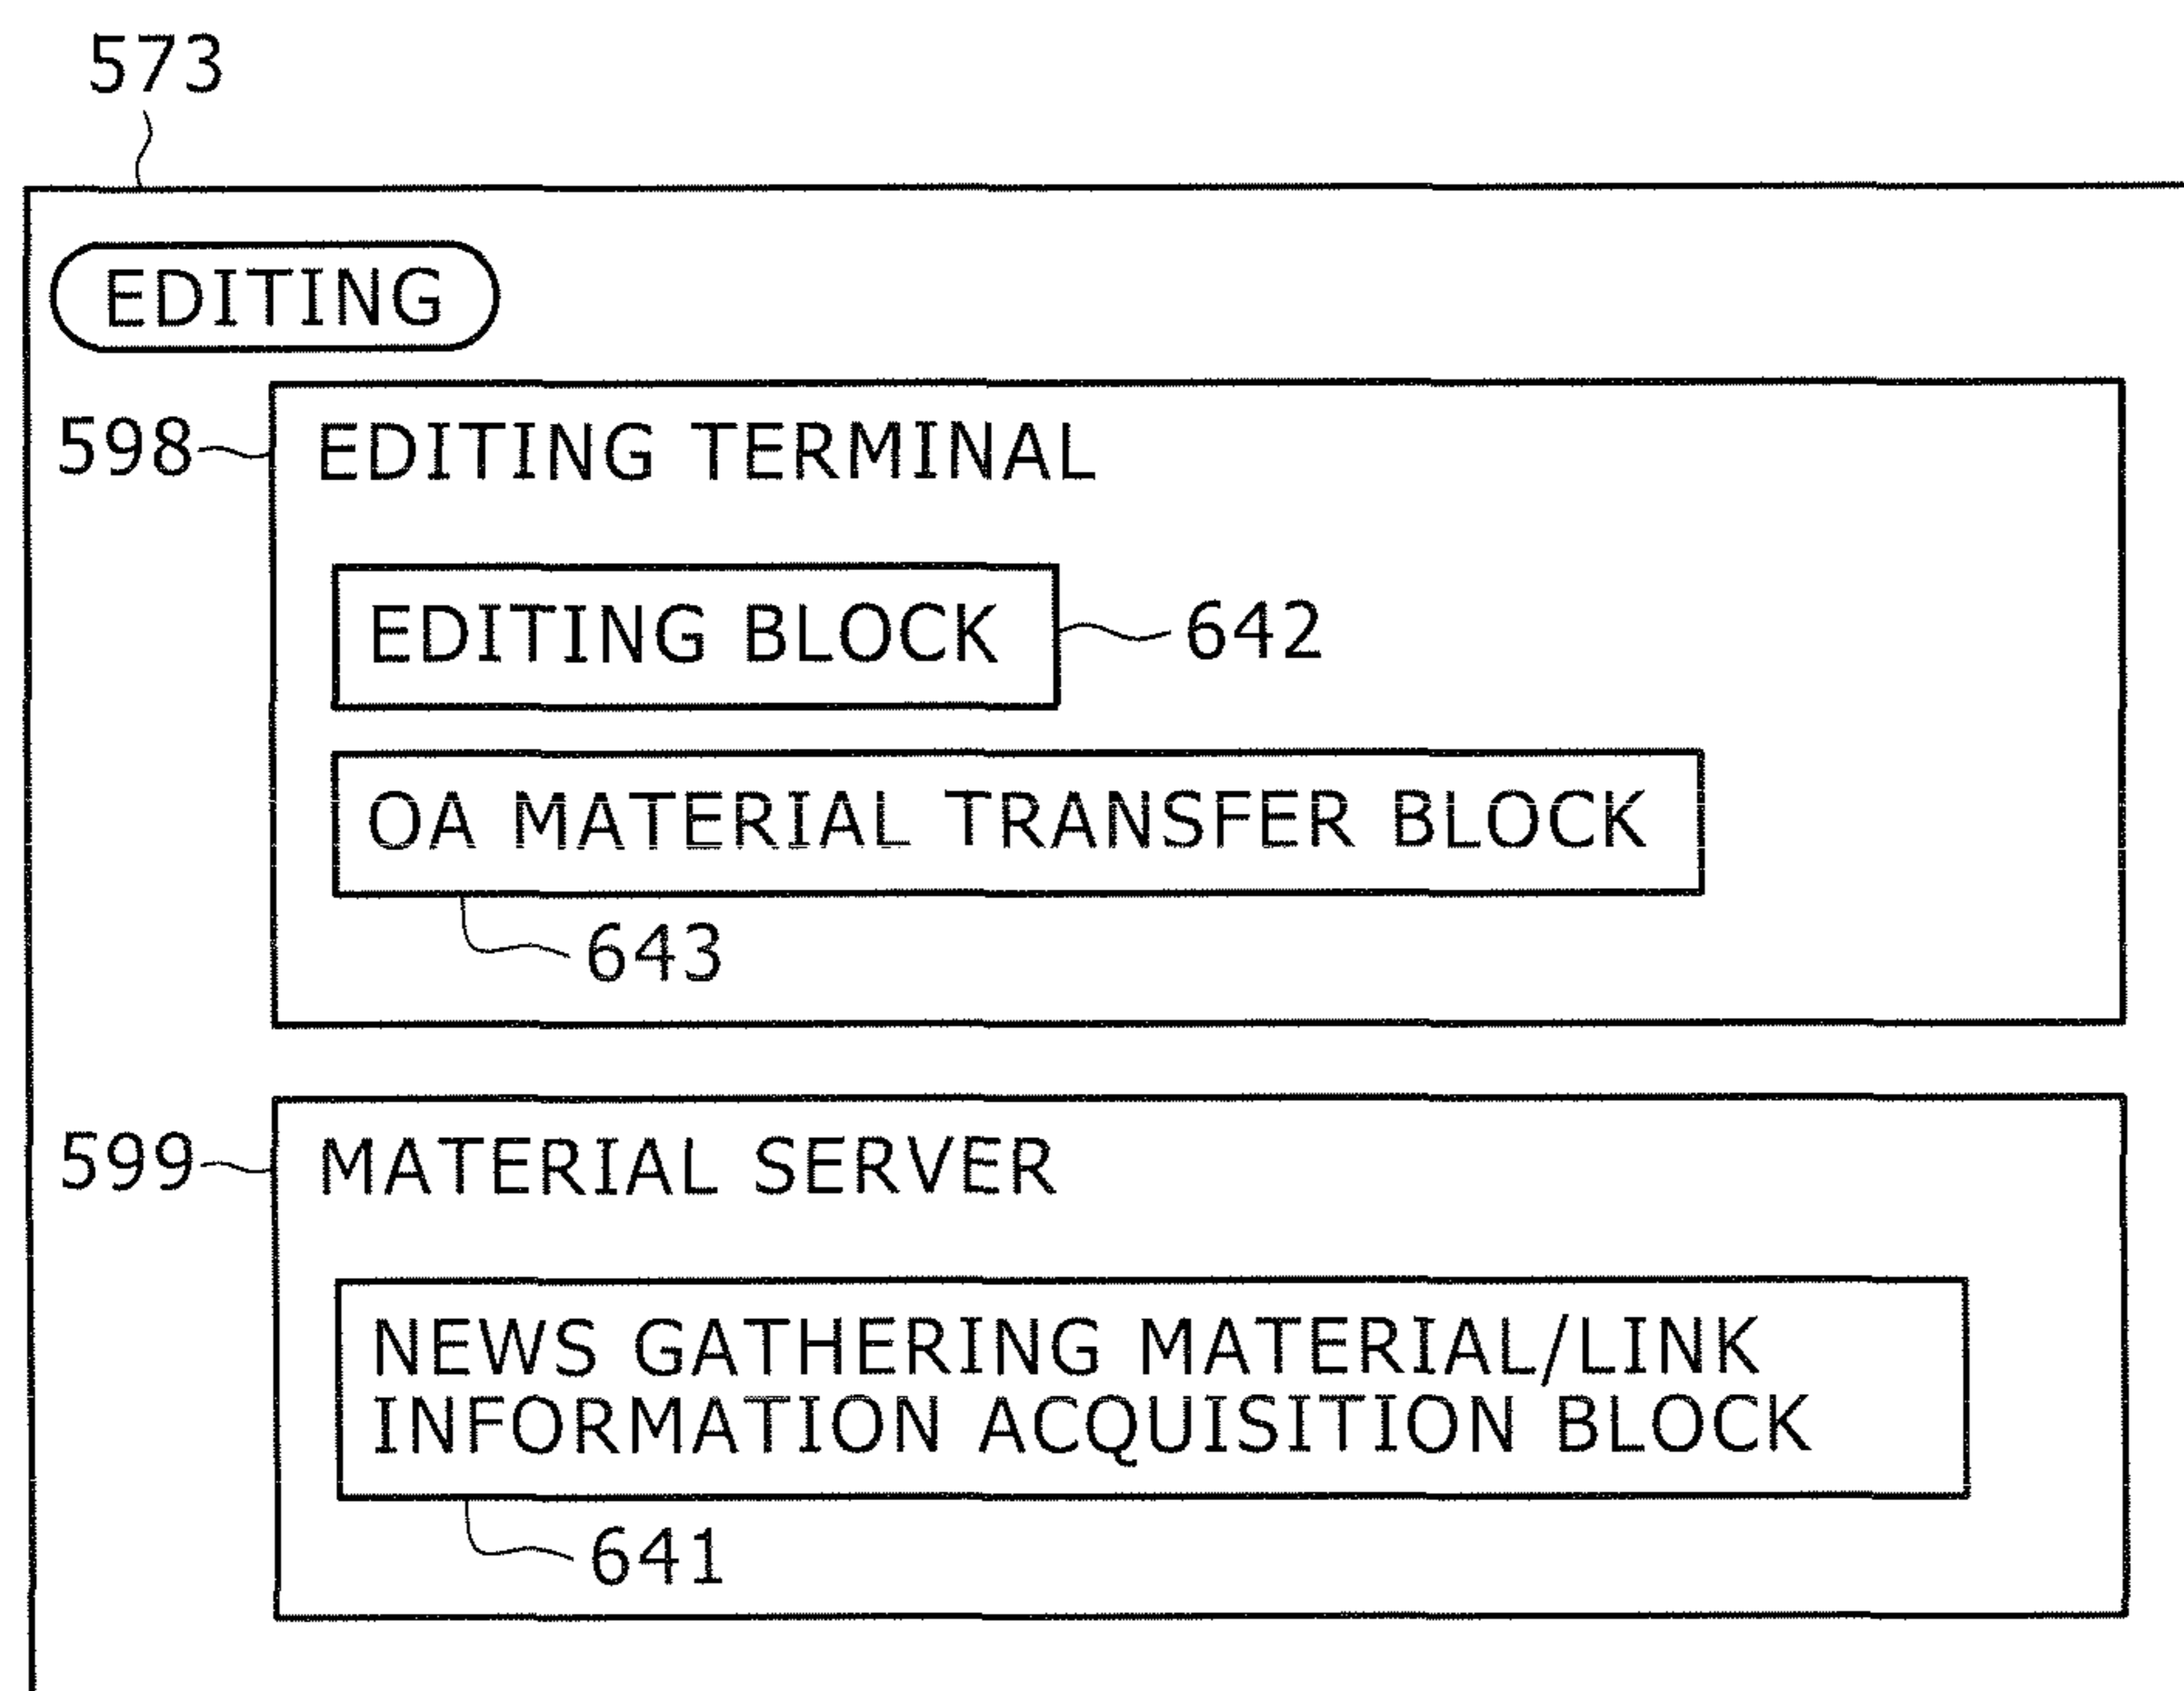 573
EDITING
598
EDITING TERMINAL
EDITING BLOCK
642
OA MATERIAL TRANSFER BLOCK
643
599
MATERIAL SERVER
NEWS GATHERING MATERIAL/LINK
INFORMATION ACQUISITION BLOCK
641